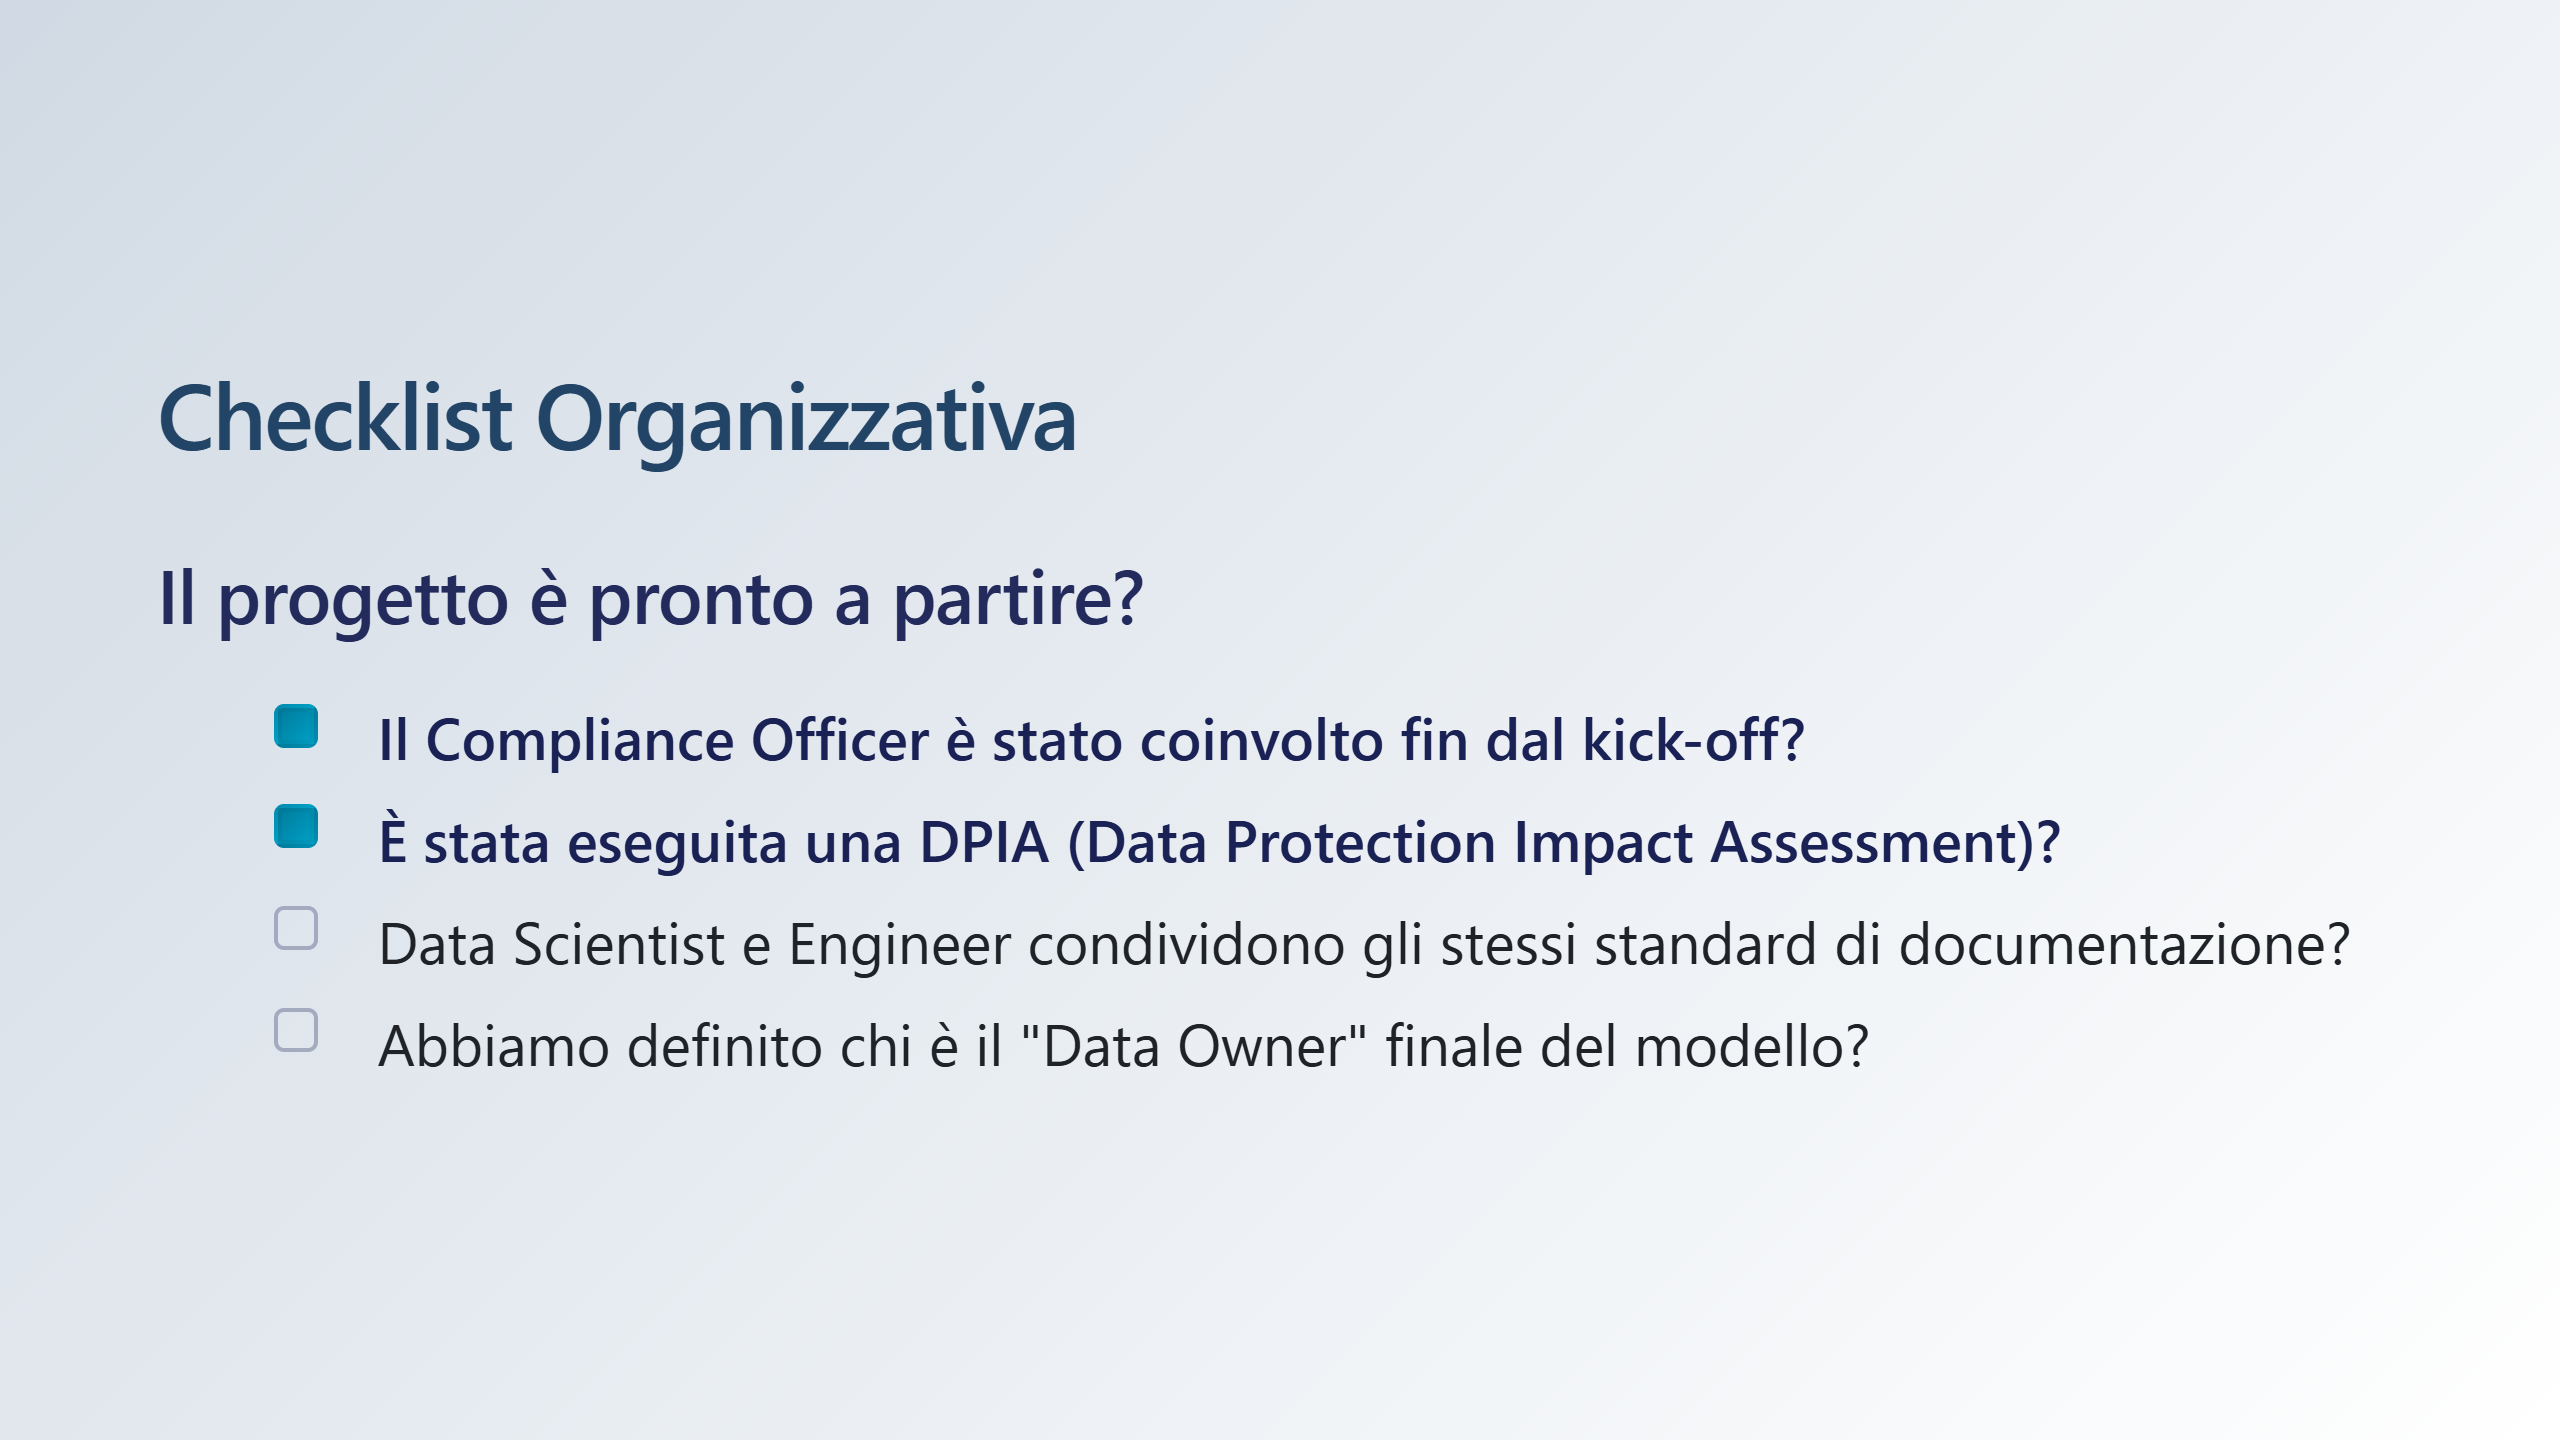 Checklist Organizzativa
Il progetto è pronto a partire?
Il Compliance Officer è stato coinvolto fin dal kick-off?
È stata eseguita una DPIA (Data Protection Impact Assessment)?
Data Scientist e Engineer condividono gli stessi standard di documentazione?
Abbiamo definito chi è il "Data Owner" finale del modello?